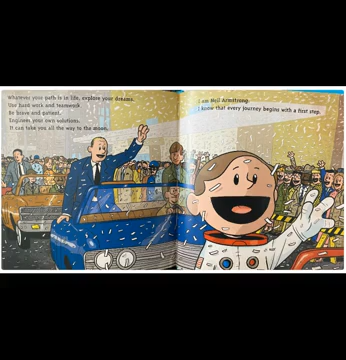 Whatever your path is in life, explore your dreams.
Use hard work and teamwork.
Be brave and patient.
Engineer your own solutions.
It can take you all the way to the moon.
I am Neil Armstrong.
I know that every journey begins with a first step.